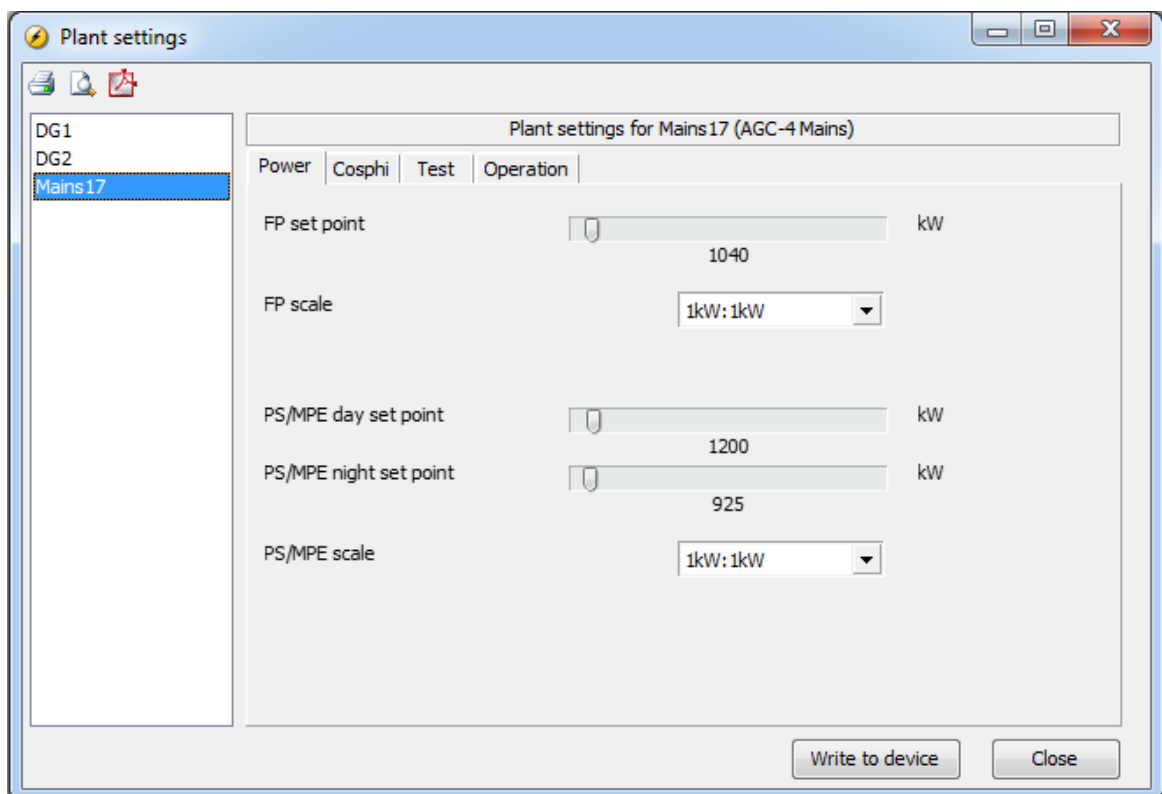 Plant settings
DG1
DG2
Mains17
Plant settings for Mains17 (AGC-4 Mains)
Power Cosphi Test Operation
FP set point kW
1040
FP scale 1kW:1kW
PS/MPE day set point kW
1200
PS/MPE night set point kW
925
PS/MPE scale 1kW:1kW
Write to device Close